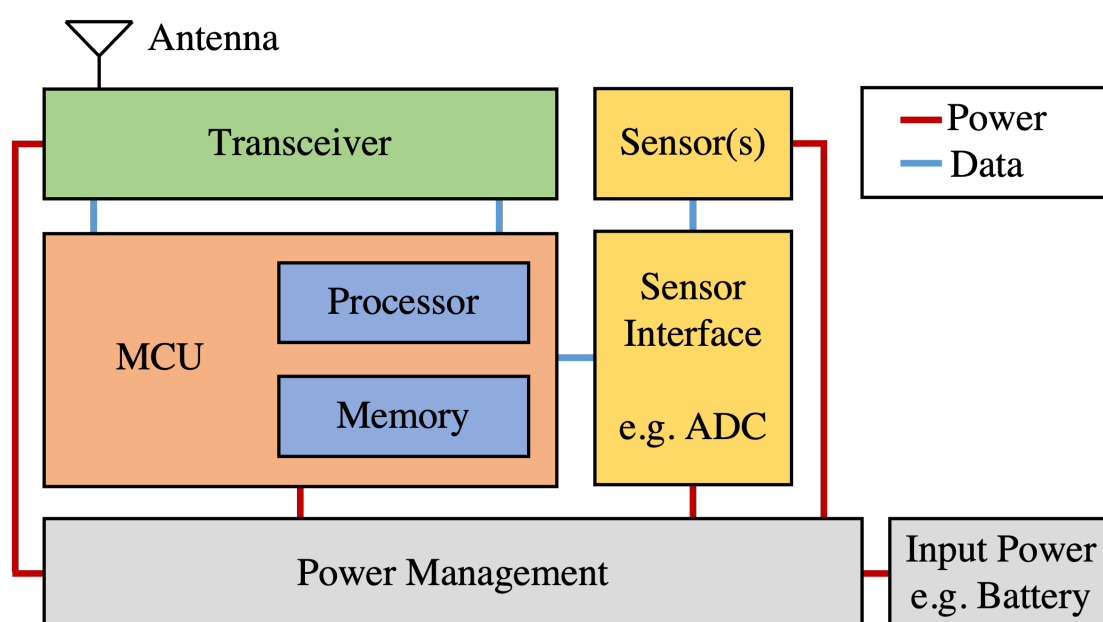 Antenna
Transceiver
Sensor(s)
Power
Data
MCU
Processor
Memory
Sensor
Interface
e.g. ADC
Power Management
Input Power
e.g. Battery